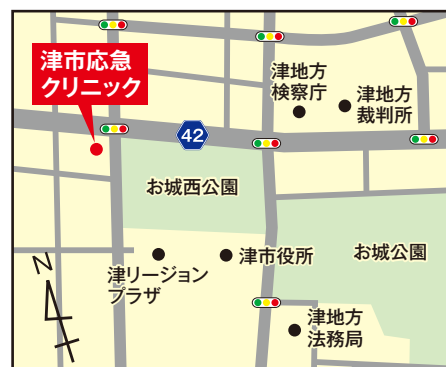 津市応急
クリニック
津地方
検察庁
津地方
裁判所
42
お城西公園
津リージョン
プラザ
津市役所
お城公園
津地方
法務局
N